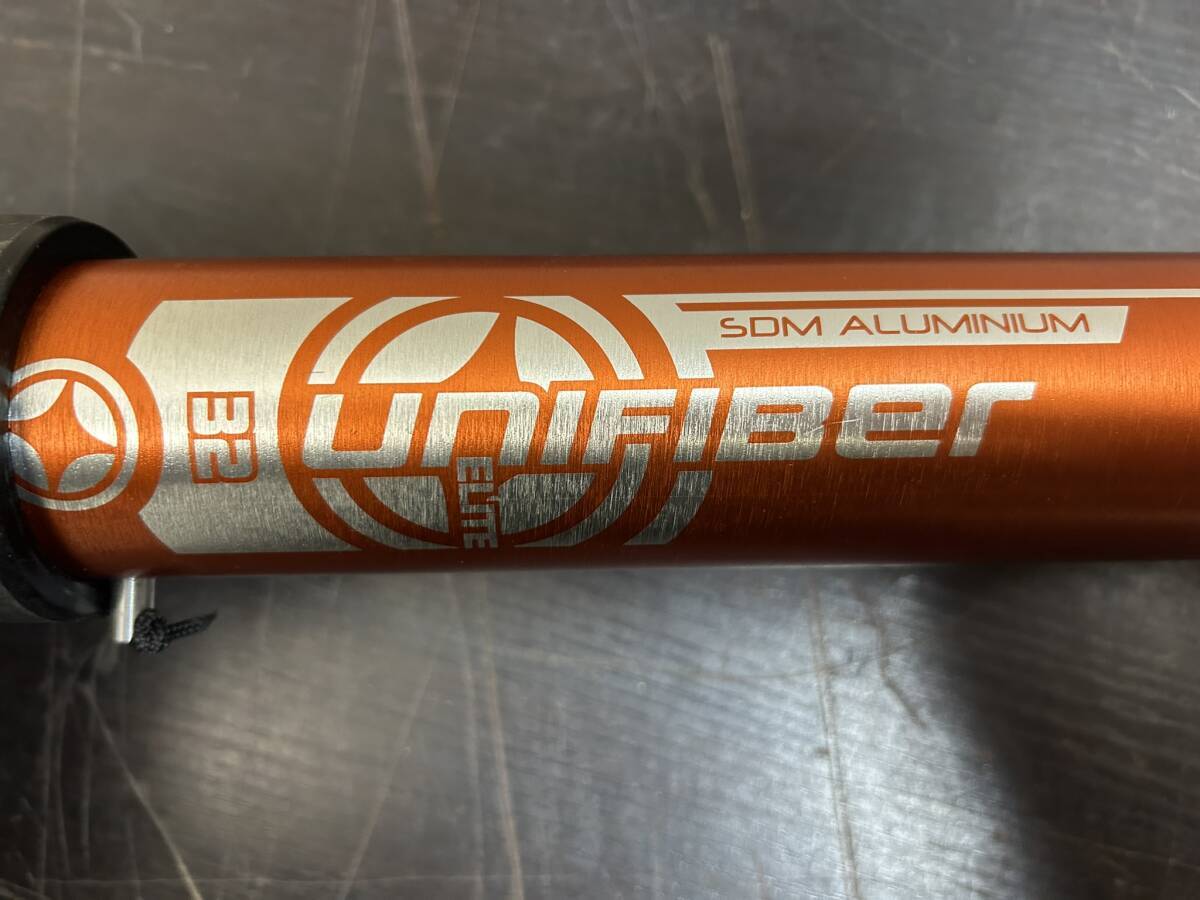 SDM ALUMINIUM
32
UNIFIBER
ELITE